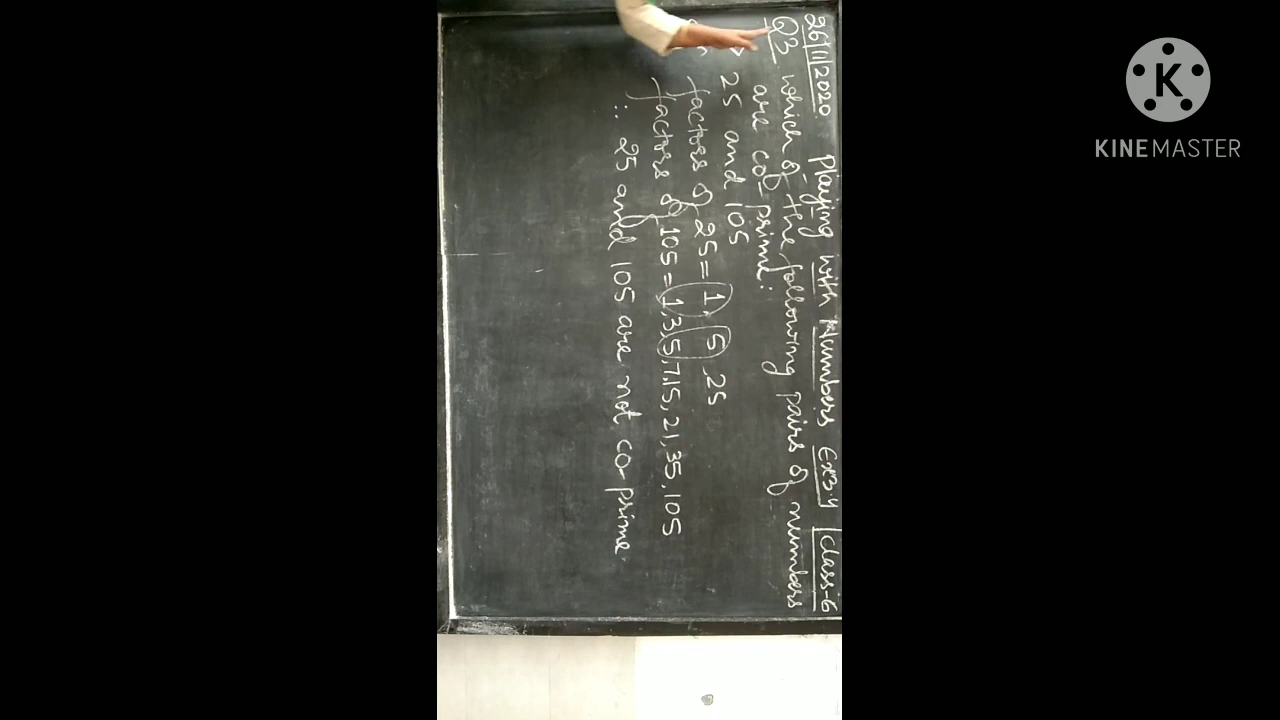 26/11/2020. Playing with Numbers Ex3.4 Class-6
Q3 which of the following pairs of numbers
are co-prime:
25 and 105
factors of 25 = 1, 5, 25
factors of 105 = 1,3,5,7,15,21,35,105
∴ 25 and 105 are not co-prime.
K
KINEMASTER